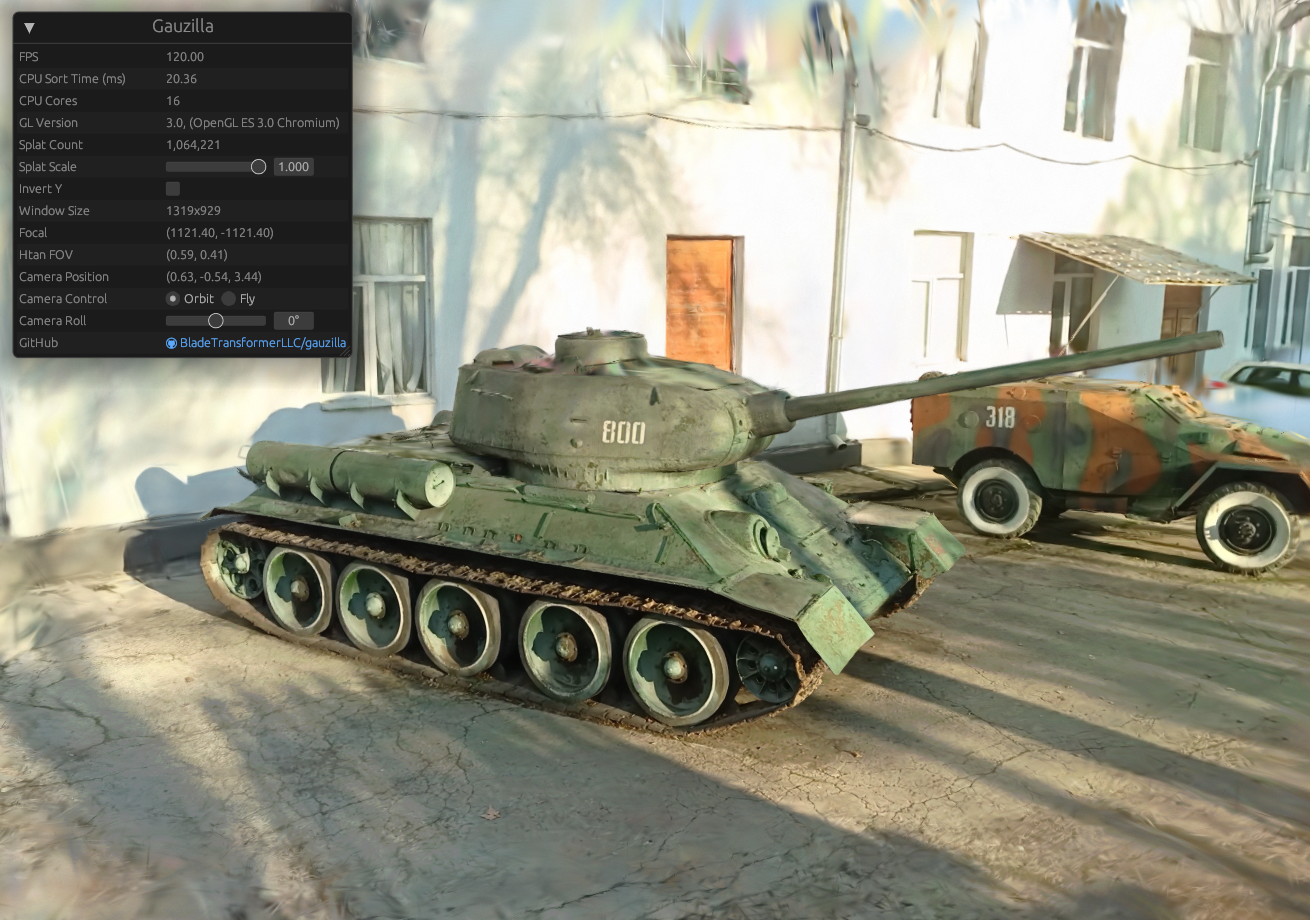 Gauzilla
FPS 120.00
CPU Sort Time (ms) 20.36
CPU Cores 16
GL Version 3.0, (OpenGL ES 3.0 Chromium)
Splat Count 1,064,221
Splat Scale 1.000
Invert Y
Window Size 1319x929
Focal (1121.40, -1121.40)
Htan FOV (0.59, 0.41)
Camera Position (0.63, -0.54, 3.44)
Camera Control Orbit Fly
Camera Roll 0°
GitHub BladeTransformerLLC/gauzilla
318
800